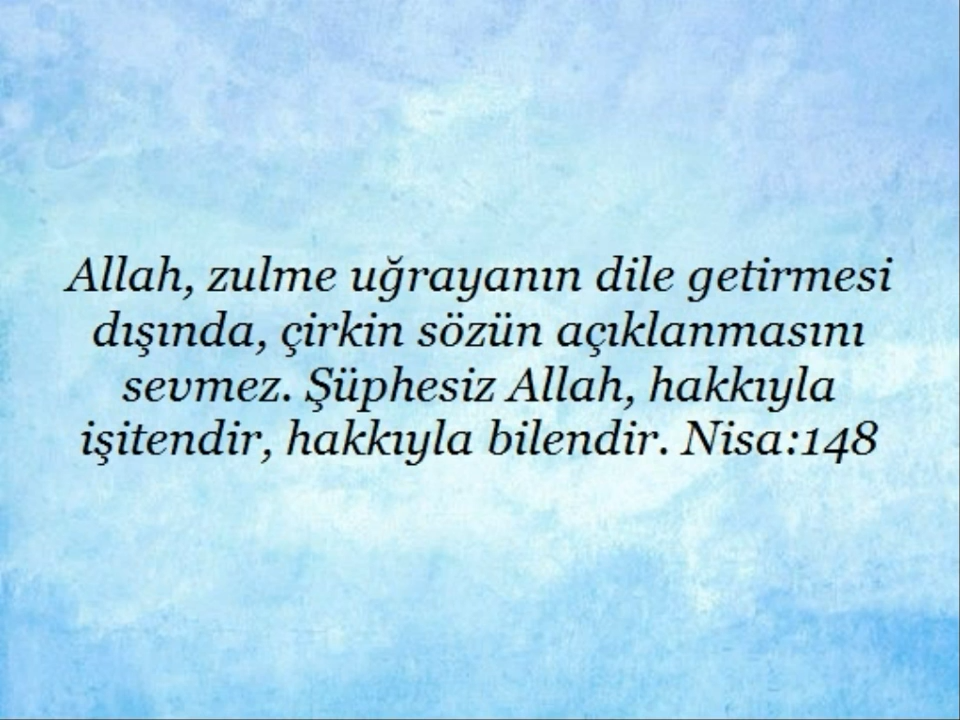 Allah, zulme uğrayanın dile getirmesi
dışında, çirkin sözün açıklanmasını
sevmez. Şüphesiz Allah, hakkıyla
işitendir, hakkıyla bilendir. Nisa:148